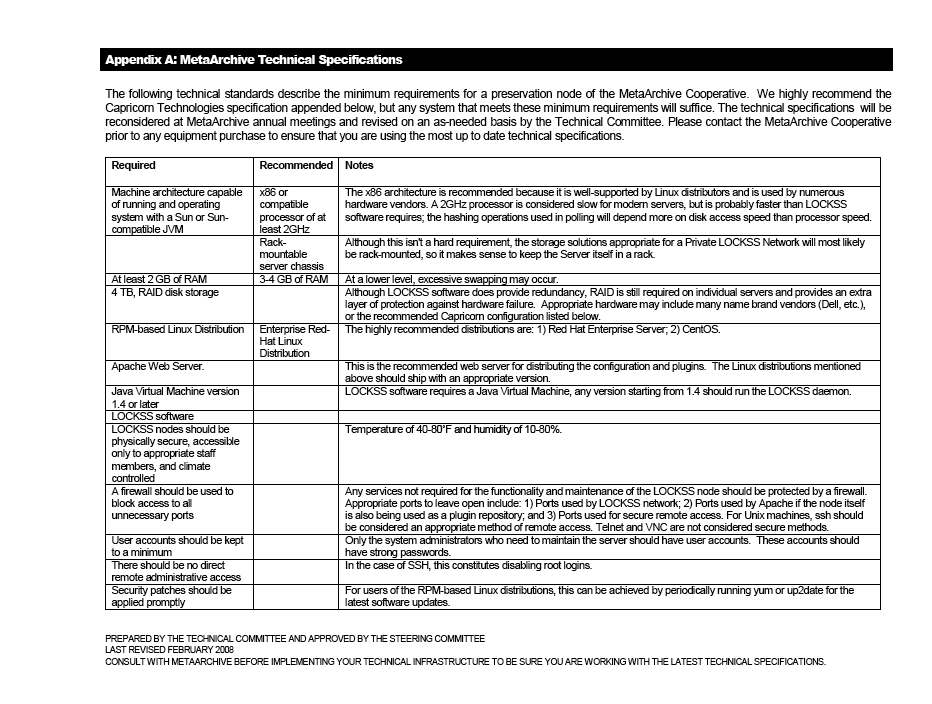 Appendix A: MetaArchive Technical Specifications
The following technical standards describe the minimum requirements for a preservation node of the MetaArchive Cooperative. We highly recommend the
Capricorn Technologies specification appended below, but any system that meets these minimum requirements will suffice. The technical specifications will be
reconsidered at MetaArchive annual meetings and revised on an as-needed basis by the Technical Committee. Please contact the MetaArchive Cooperative
prior to any equipment purchase to ensure that you are using the most up to date technical specifications.
Required Recommended Notes
Machine architecture capable
of running and operating
system with a Sun or Sun-
compatible JVM
x86 or
compatible
processor of at
least 2GHz
The x86 architecture is recommended because it is well-supported by Linux distributors and is used by numerous
hardware vendors. A 2GHz processor is considered slow for modern servers, but is probably faster than LOCKSS
software requires; the hashing operations used in polling will depend more on disk access speed than processor speed.
Rack-
mountable
server chassis
Although this isn't a hard requirement, the storage solutions appropriate for a Private LOCKSS Network will most likely
be rack-mounted, so it makes sense to keep the Server itself in a rack.
At least 2 GB of RAM 3-4 GB of RAM At a lower level, excessive swapping may occur.
4 TB, RAID disk storage
Although LOCKSS software does provide redundancy, RAID is still required on individual servers and provides an extra
layer of protection against hardware failure. Appropriate hardware may include many name brand vendors (Dell, etc.),
or the recommended Capricorn configuration listed below.
RPM-based Linux Distribution
Enterprise Red-
Hat Linux
Distribution
The highly recommended distributions are: 1) Red Hat Enterprise Server; 2) CentOS.
Apache Web Server.
This is the recommended web server for distributing the configuration and plugins. The Linux distributions mentioned
above should ship with an appropriate version.
Java Virtual Machine version
1.4 or later
LOCKSS software requires a Java Virtual Machine, any version starting from 1.4 should run the LOCKSS daemon.
LOCKSS software
LOCKSS nodes should be
physically secure, accessible
only to appropriate staff
members, and climate
controlled
Temperature of 40-80°F and humidity of 10-80%.
A firewall should be used to
block access to all
unnecessary ports
Any services not required for the functionality and maintenance of the LOCKSS node should be protected by a firewall.
Appropriate ports to leave open include: 1) Ports used by LOCKSS network; 2) Ports used by Apache if the node itself
is also being used as a plugin repository; and 3) Ports used for secure remote access. For Unix machines, ssh should
be considered an appropriate method of remote access. Telnet and VNC are not considered secure methods.
User accounts should be kept
to a minimum
Only the system administrators who need to maintain the server should have user accounts. These accounts should
have strong passwords.
There should be no direct
remote administrative access
In the case of SSH, this constitutes disabling root logins.
Security patches should be
applied promptly
For users of the RPM-based Linux distributions, this can be achieved by periodically running yum or up2date for the
latest software updates.
PREPARED BY THE TECHNICAL COMMITTEE AND APPROVED BY THE STEERING COMMITTEE
LAST REVISED FEBRUARY 2008
CONSULT WITH METAARCHIVE BEFORE IMPLEMENTING YOUR TECHNICAL INFRASTRUCTURE TO BE SURE YOU ARE WORKING WITH THE LATEST TECHNICAL SPECIFICATIONS.